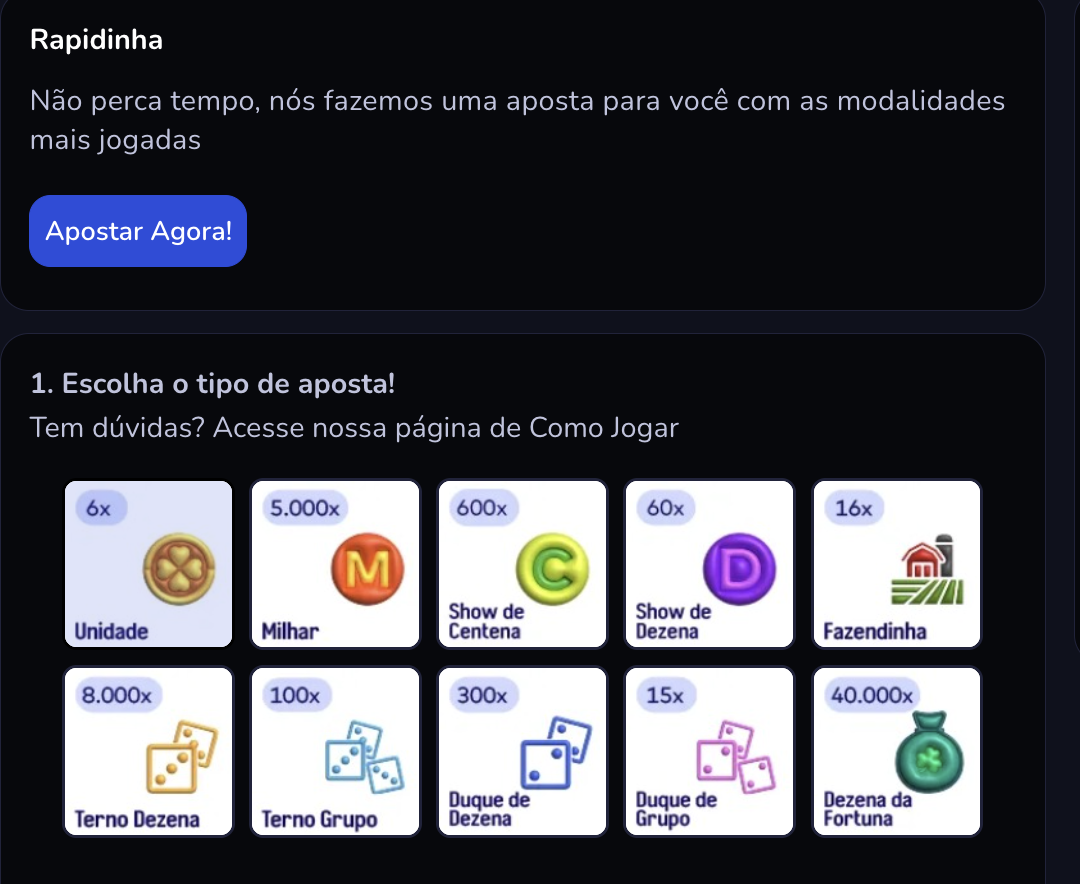 Rapidinha
Não perca tempo, nós fazemos uma aposta para você com as modalidades
mais jogadas
Apostar Agora!
1. Escolha o tipo de aposta!
Tem dúvidas? Acesse nossa página de Como Jogar
6x
Unidade
5.000x
M
Milhar
600x
C
Show de
Centena
60x
D
Show de
Dezena
16x
Fazendinha
8.000x
Terno Dezena
100x
Terno Grupo
300x
Duque de
Dezena
15x
Duque de
Grupo
40.000x
Dezena da
Fortuna